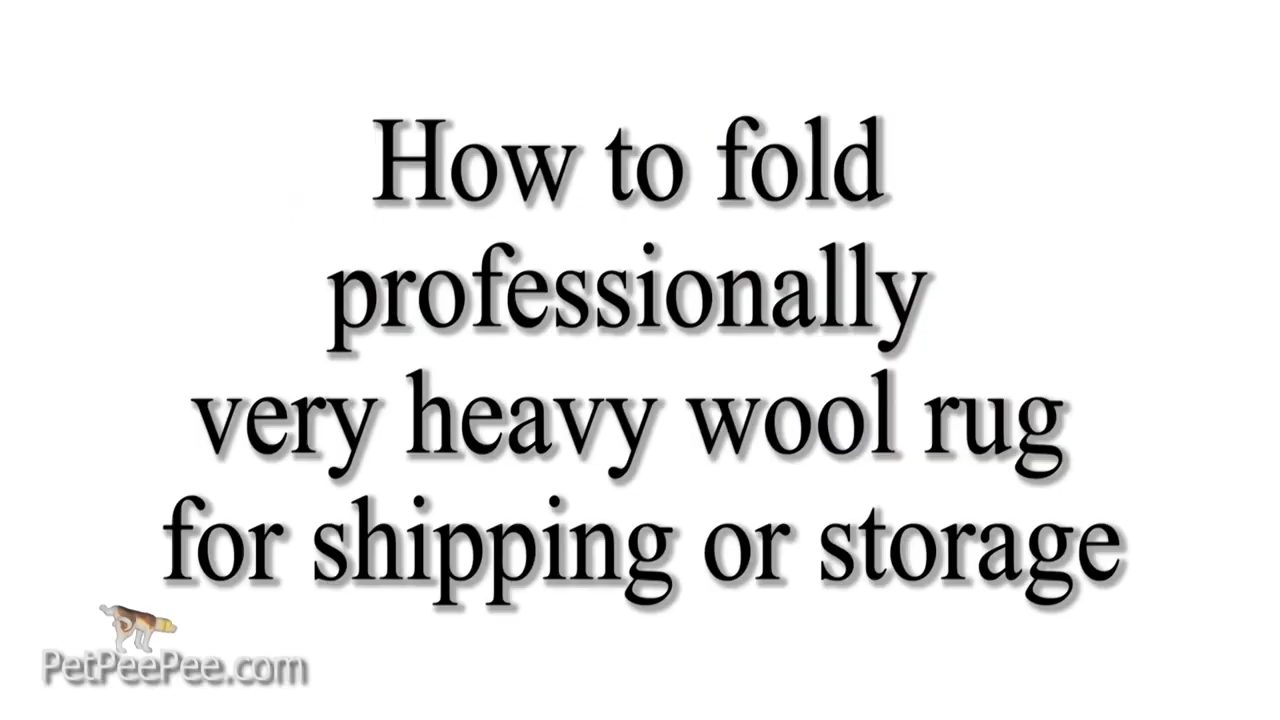 How to fold
professionally
very heavy wool rug
for shipping or storage
PetPeePee.com